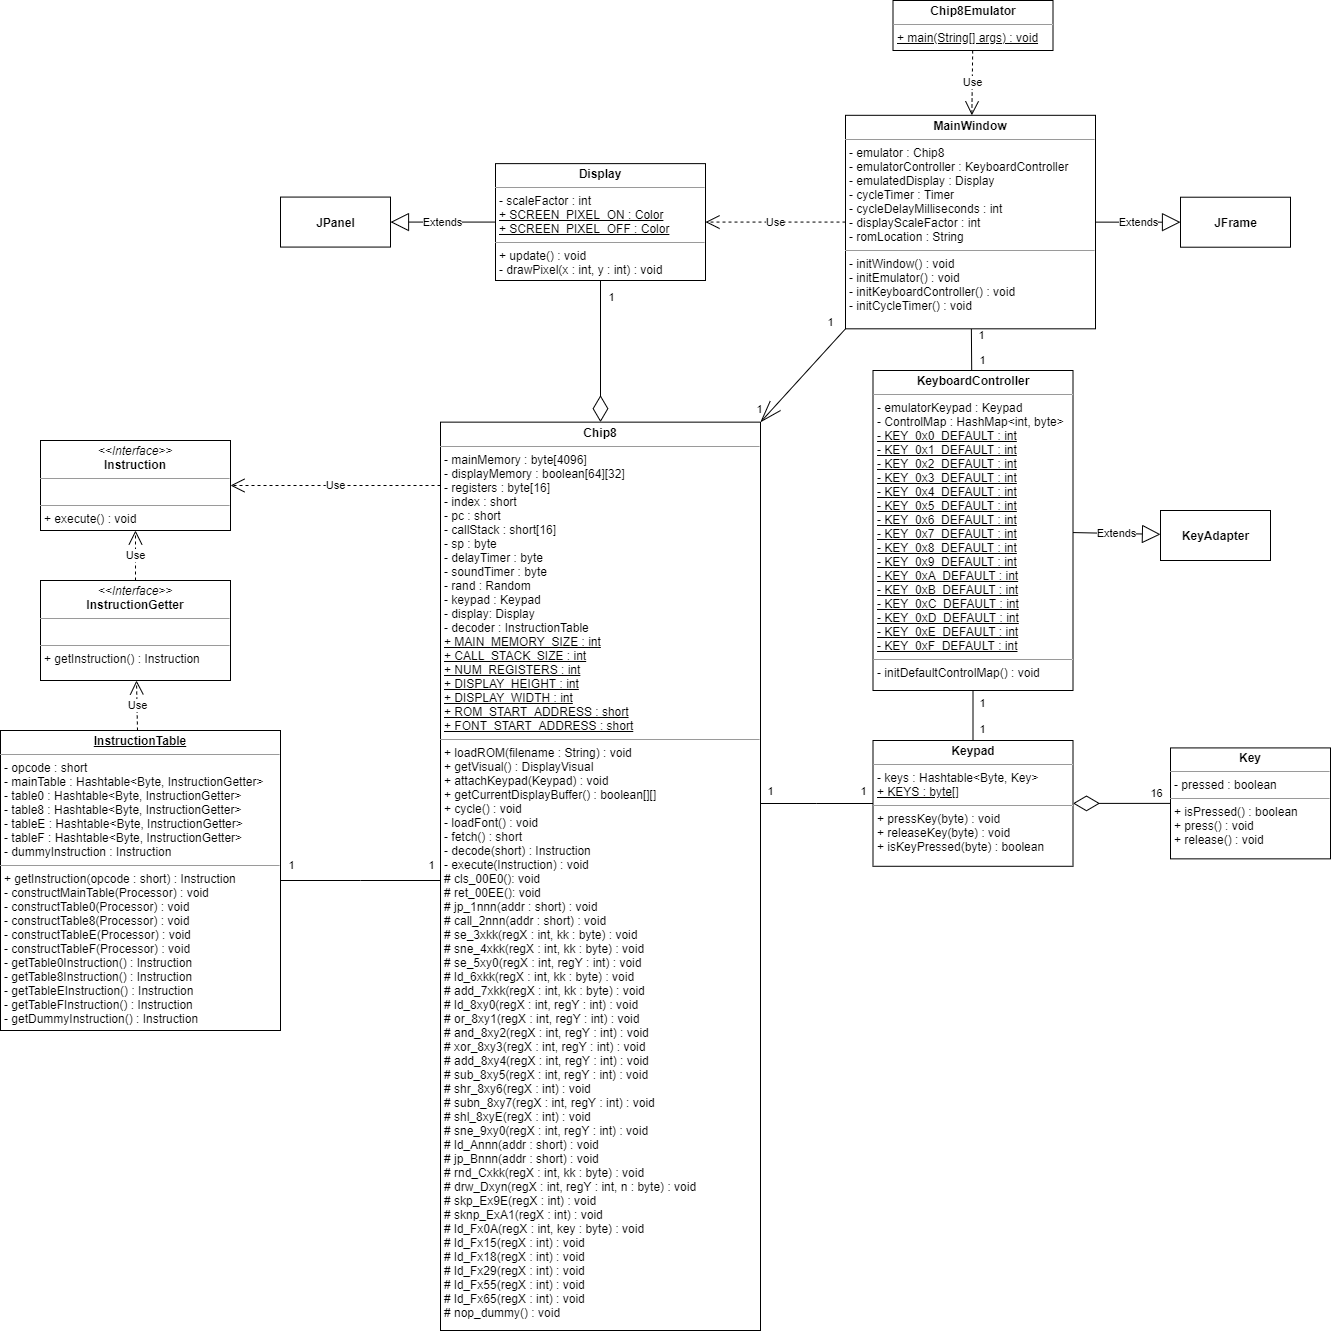 Chip8Emulator
+ main(String[] args) : void
Use
MainWindow
- emulator : Chip8
- emulatorController : KeyboardController
- emulatedDisplay : Display
- cycleTimer : Timer
- cycleDelayMilliseconds : int
- displayScaleFactor : int
- romLocation : String
- initWindow() : void
- initEmulator() : void
- initKeyboardController() : void
- initCycleTimer() : void
Extends
JFrame
Use
Display
- scaleFactor : int
+ SCREEN_PIXEL_ON : Color
+ SCREEN_PIXEL_OFF : Color
+ update() : void
- drawPixel(x : int, y : int) : void
Extends
JPanel
1
1
1
1
1
KeyboardController
- emulatorKeypad : Keypad
- ControlMap : HashMap<int, byte>
- KEY_0x0_DEFAULT : int
- KEY_0x1_DEFAULT : int
- KEY_0x2_DEFAULT : int
- KEY_0x3_DEFAULT : int
- KEY_0x4_DEFAULT : int
- KEY_0x5_DEFAULT : int
- KEY_0x6_DEFAULT : int
- KEY_0x7_DEFAULT : int
- KEY_0x8_DEFAULT : int
- KEY_0x9_DEFAULT : int
- KEY_0xA_DEFAULT : int
- KEY_0xB_DEFAULT : int
- KEY_0xC_DEFAULT : int
- KEY_0xD_DEFAULT : int
- KEY_0xE_DEFAULT : int
- KEY_0xF_DEFAULT : int
- initDefaultControlMap() : void
Extends
KeyAdapter
1
1
Keypad
- keys : Hashtable<Byte, Key>
+ KEYS : byte[]
+ pressKey(byte) : void
+ releaseKey(byte) : void
+ isKeyPressed(byte) : boolean
16
Key
- pressed : boolean
+ isPressed() : boolean
+ press() : void
+ release() : void
1
1
Chip8
- mainMemory : byte[4096]
- displayMemory : boolean[64][32]
- registers : byte[16]
- index : short
- pc : short
- callStack : short[16]
- sp : byte
- delayTimer : byte
- soundTimer : byte
- rand : Random
- keypad : Keypad
- display: Display
- decoder : InstructionTable
+ MAIN_MEMORY_SIZE : int
+ CALL_STACK_SIZE : int
+ NUM_REGISTERS : int
+ DISPLAY_HEIGHT : int
+ DISPLAY_WIDTH : int
+ ROM_START_ADDRESS : short
+ FONT_START_ADDRESS : short
+ loadROM(filename : String) : void
+ getVisual() : DisplayVisual
+ attachKeypad(Keypad) : void
+ getCurrentDisplayBuffer() : boolean[][]
+ cycle() : void
- loadFont() : void
- fetch() : short
- decode(short) : Instruction
- execute(Instruction) : void
# cls_00E0(): void
# ret_00EE(): void
# jp_1nnn(addr : short) : void
# call_2nnn(addr : short) : void
# se_3xkk(regX : int, kk : byte) : void
# sne_4xkk(regX : int, kk : byte) : void
# se_5xy0(regX : int, regY : int) : void
# ld_6xkk(regX : int, kk : byte) : void
# add_7xkk(regX : int, kk : byte) : void
# ld_8xy0(regX : int, regY : int) : void
# or_8xy1(regX : int, regY : int) : void
# and_8xy2(regX : int, regY : int) : void
# xor_8xy3(regX : int, regY : int) : void
# add_8xy4(regX : int, regY : int) : void
# sub_8xy5(regX : int, regY : int) : void
# shr_8xy6(regX : int) : void
# subn_8xy7(regX : int, regY : int) : void
# shl_8xyE(regX : int) : void
# sne_9xy0(regX : int, regY : int) : void
# ld_Annn(addr : short) : void
# jp_Bnnn(addr : short) : void
# rnd_Cxkk(regX : int, kk : byte) : void
# drw_Dxyn(regX : int, regY : int, n : byte) : void
# skp_Ex9E(regX : int) : void
# sknp_ExA1(regX : int) : void
# ld_Fx0A(regX : int, key : byte) : void
# ld_Fx15(regX : int) : void
# ld_Fx18(regX : int) : void
# ld_Fx29(regX : int) : void
# ld_Fx55(regX : int) : void
# ld_Fx65(regX : int) : void
# nop_dummy() : void
Use
<<Interface>>
Instruction
+ execute() : void
Use
<<Interface>>
InstructionGetter
+ getInstruction() : Instruction
Use
InstructionTable
- opcode : short
- mainTable : Hashtable<Byte, InstructionGetter>
- table0 : Hashtable<Byte, InstructionGetter>
- table8 : Hashtable<Byte, InstructionGetter>
- tableE : Hashtable<Byte, InstructionGetter>
- tableF : Hashtable<Byte, InstructionGetter>
- dummyInstruction : Instruction
+ getInstruction(opcode : short) : Instruction
- constructMainTable(Processor) : void
- constructTable0(Processor) : void
- constructTable8(Processor) : void
- constructTableE(Processor) : void
- constructTableF(Processor) : void
- getTable0Instruction() : Instruction
- getTable8Instruction() : Instruction
- getTableEInstruction() : Instruction
- getTableFInstruction() : Instruction
- getDummyInstruction() : Instruction
1
1